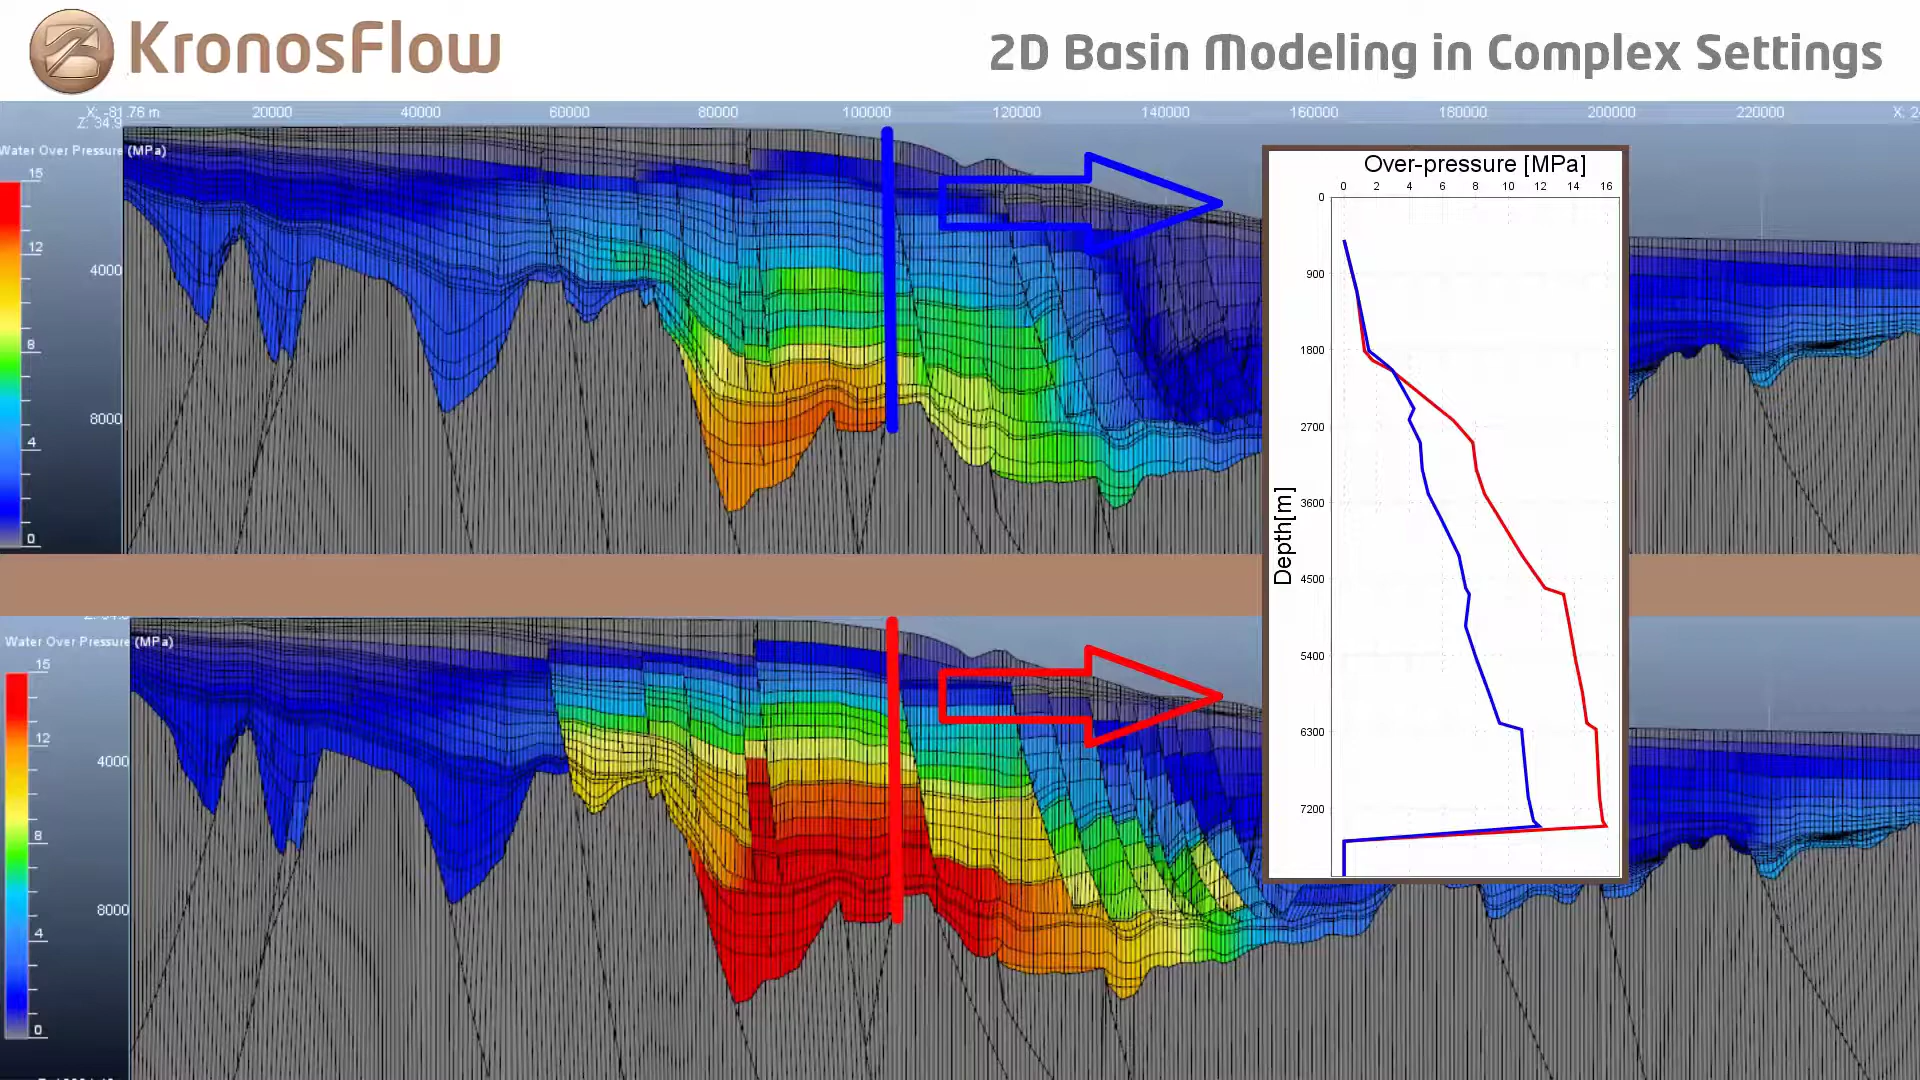 KronosFlow
2D Basin Modeling in Complex Settings
X: -81.76 m 20000 40000 60000 80000 100000 120000 140000 160000 180000 200000 220000 X: 2
Z: 34.9
Water Over Pressure (MPa)
15
12
8
4
0
4000
8000
Over-pressure [MPa]
0 2 4 6 8 10 12 14 16
0
900
1800
2700
3600
4500
5400
6300
7200
Depth[m]
Water Over Pressure (MPa)
15
12
8
4
0
4000
8000